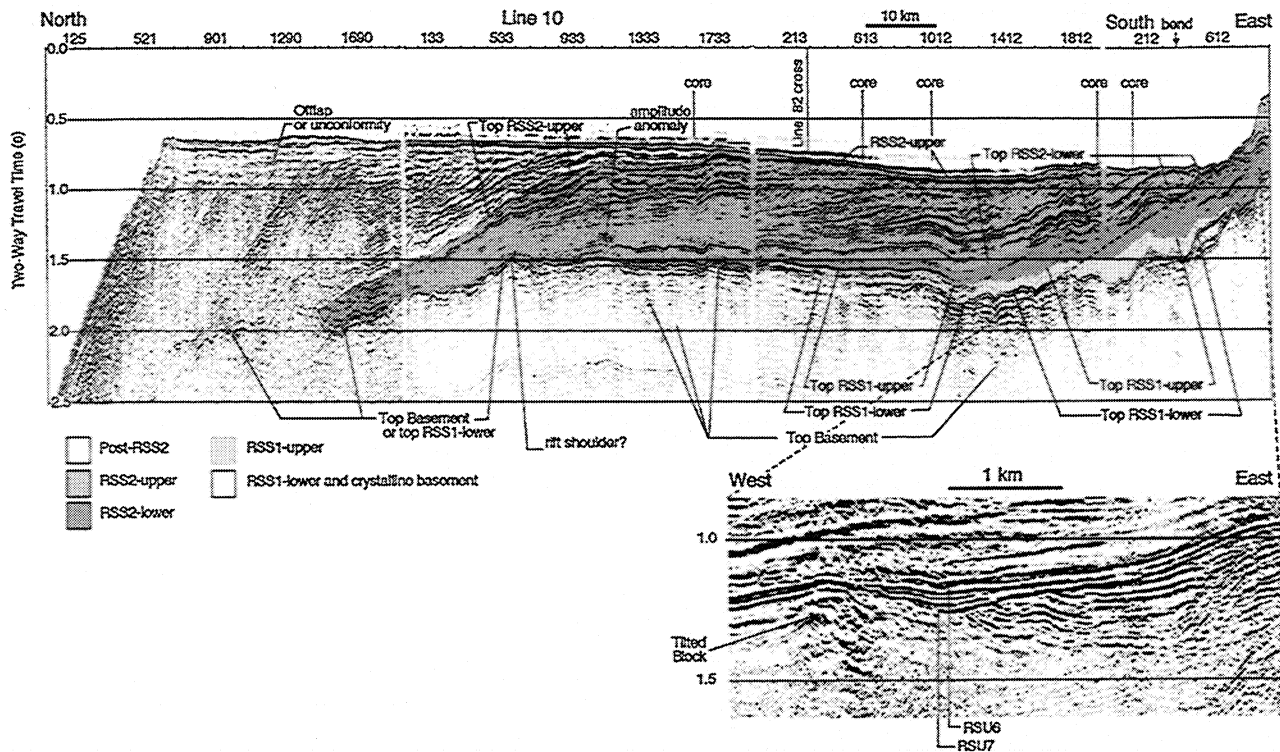 North Line 10 10 km South bend East
125 521 901 1290 1690 133 533 933 1333 1733 213 613 1012 1412 1812 212 612
0.0
core core core core core
Line 82 cross
Offlap
or unconformity
Top RSS2-upper
amplitude
anomaly
RSS2-upper
Top RSS2-lower
0.5
1.0
1.5
2.0
Two-Way Travel Time (s)
Top RSS1-upper Top RSS1-upper
Top RSS1-lower Top RSS1-lower
Top Basement
or top RSS1-lower
Top Basement
rift shoulder?
Post-RSS2 RSS1-upper
RSS2-upper RSS1-lower and crystalline basement
RSS2-lower
West 1 km East
1.0
Tilted
Block
1.5
RSU6
RSU7